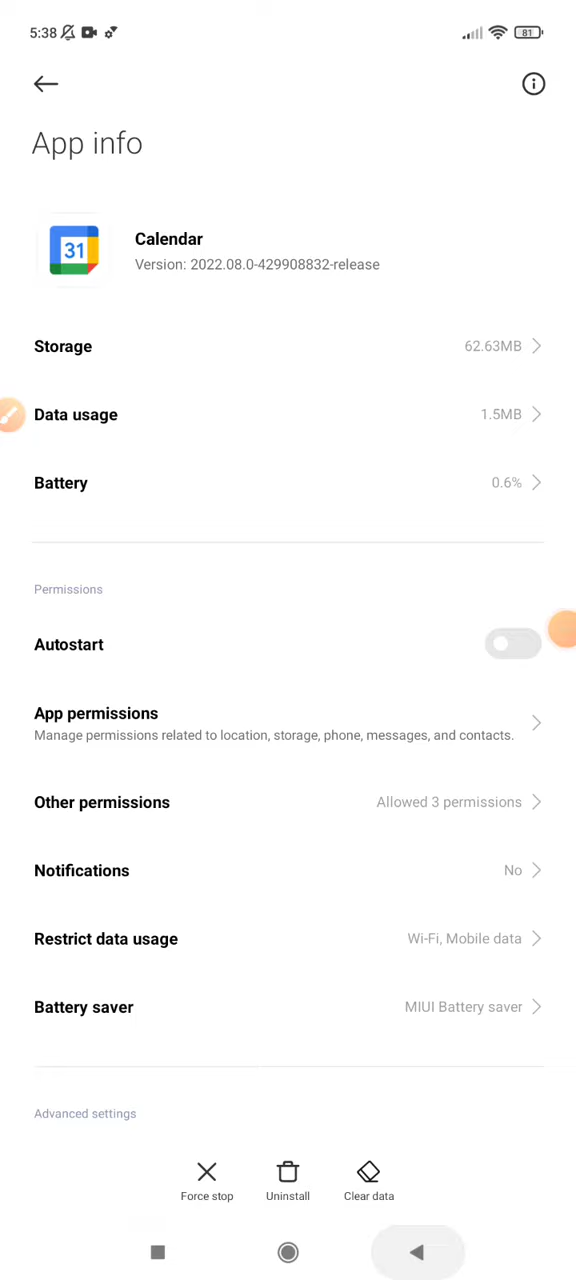 5:38
81
App info
31
Calendar
Version: 2022.08.0-429908832-release
Storage
62.63MB
Data usage
1.5MB
Battery
0.6%
Permissions
Autostart
App permissions
Manage permissions related to location, storage, phone, messages, and contacts.
Other permissions
Allowed 3 permissions
Notifications
No
Restrict data usage
Wi-Fi, Mobile data
Battery saver
MIUI Battery saver
Advanced settings
Force stop
Uninstall
Clear data